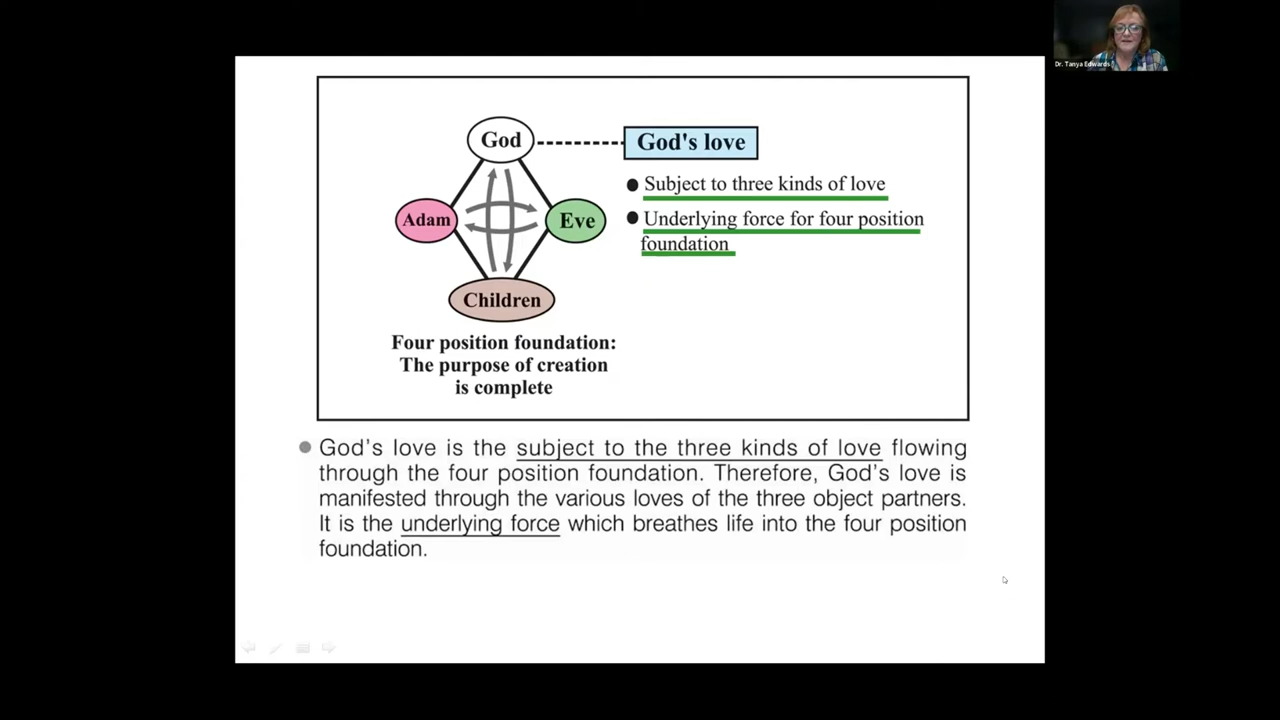 Dr. Tanya Edwards
God
God's love
Subject to three kinds of love
Underlying force for four position
foundation
Adam
Eve
Children
Four position foundation:
The purpose of creation
is complete
God's love is the subject to the three kinds of love flowing
through the four position foundation. Therefore, God's love is
manifested through the various loves of the three object partners.
It is the underlying force which breathes life into the four position
foundation.